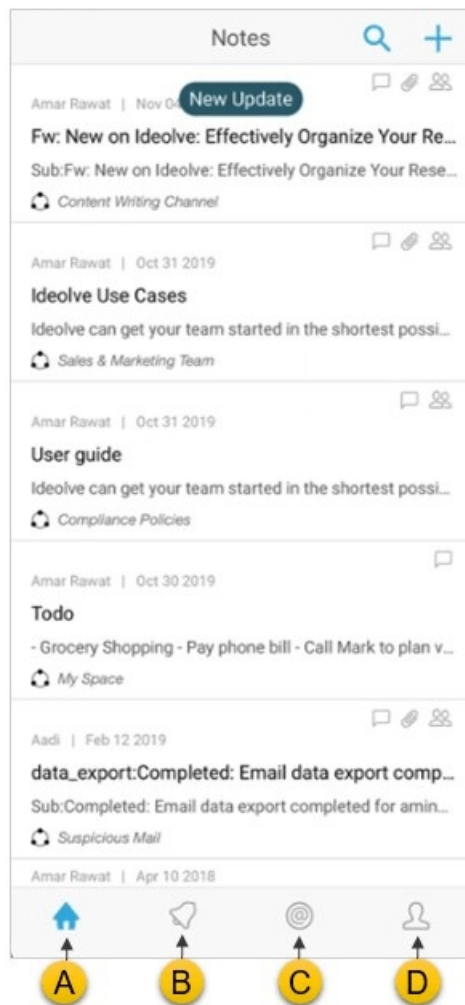 Notes
New Update
Amar Rawat | Nov 04
Fw: New on Ideolve: Effectively Organize Your Re...
Sub:Fw: New on Ideolve: Effectively Organize Your Rese...
Content Writing Channel
Amar Rawat | Oct 31 2019
Ideolve Use Cases
Ideolve can get your team started in the shortest possi...
Sales & Marketing Team
Amar Rawat | Oct 31 2019
User guide
Ideolve can get your team started in the shortest possi...
Compliance Policies
Amar Rawat | Oct 30 2019
Todo
- Grocery Shopping - Pay phone bill - Call Mark to plan v...
My Space
Aadi | Feb 12 2019
data_export:Completed: Email data export comp...
Sub:Completed: Email data export completed for amin...
Suspicious Mail
Amar Rawat | Apr 10 2018
A B C D